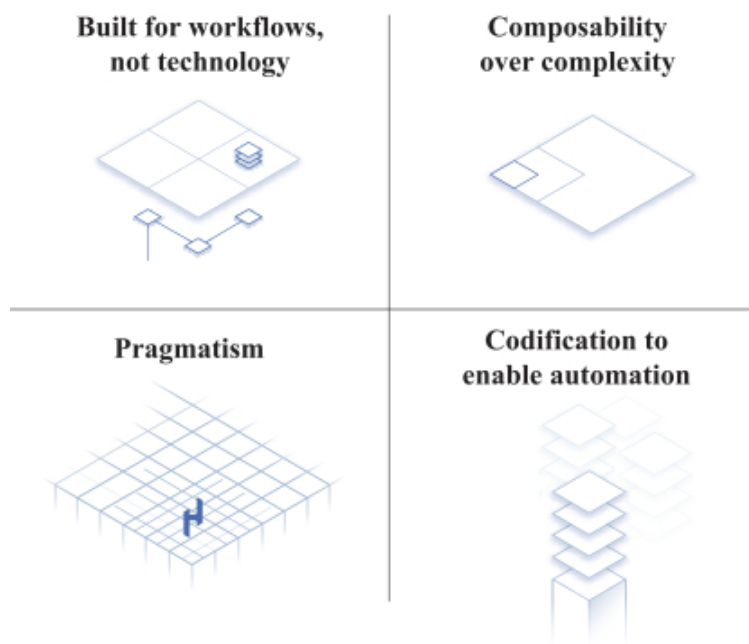 Built for workflows,
not technology
Composability
over complexity
Pragmatism
Codification to
enable automation